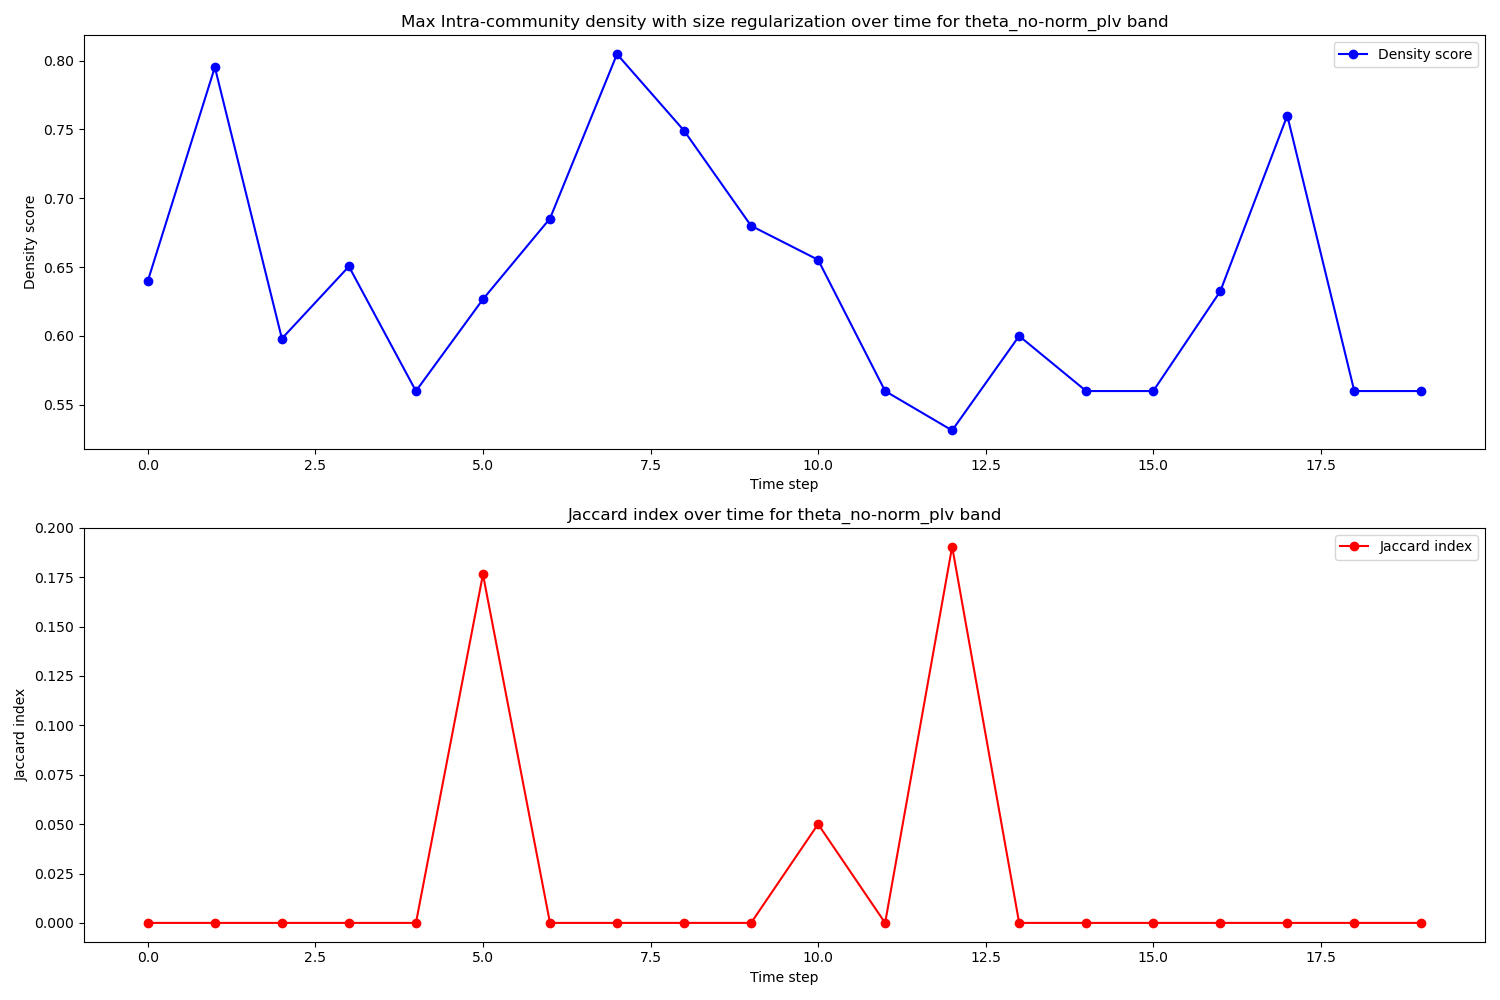 Max Intra-community density with size regularization over time for theta_no-norm_plv band
Density score
0.80
0.75
0.70
0.65
0.60
0.55
Density score
0.0 2.5 5.0 7.5 10.0 12.5 15.0 17.5
Time step
Jaccard index over time for theta_no-norm_plv band
Jaccard index
0.200
0.175
0.150
0.125
0.100
0.075
0.050
0.025
0.000
Jaccard index
0.0 2.5 5.0 7.5 10.0 12.5 15.0 17.5
Time step